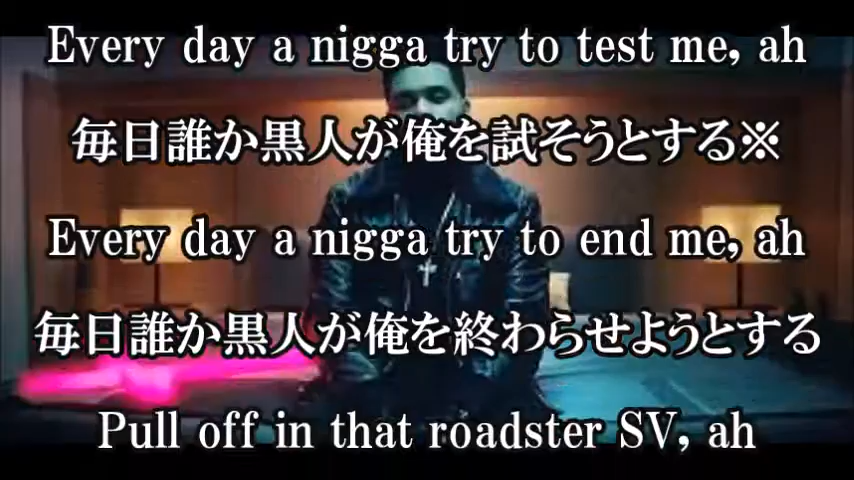 Every day a nigga try to test me, ah
毎日誰か黒人が俺を試そうとする※
Every day a nigga try to end me, ah
毎日誰か黒人が俺を終わらせようとする
Pull off in that roadster SV, ah